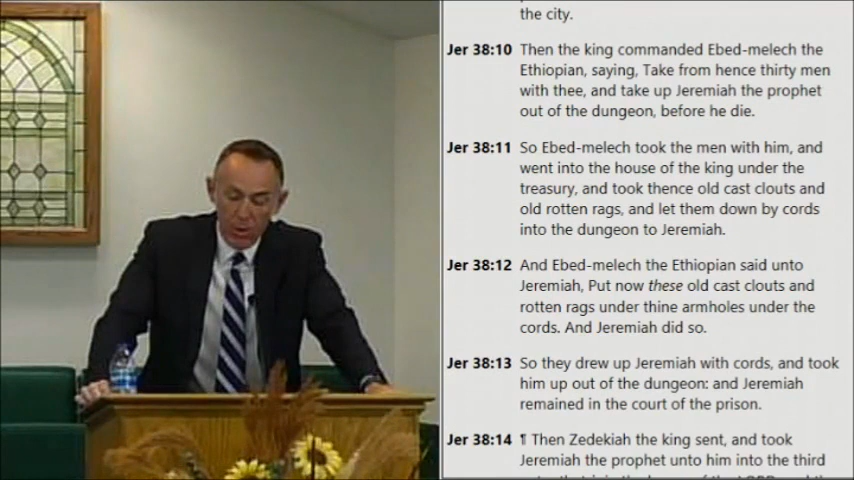 the city.
Jer 38:10 Then the king commanded Ebed-melech the
Ethiopian, saying, Take from hence thirty men
with thee, and take up Jeremiah the prophet
out of the dungeon, before he die.
Jer 38:11 So Ebed-melech took the men with him, and
went into the house of the king under the
treasury, and took thence old cast clouts and
old rotten rags, and let them down by cords
into the dungeon to Jeremiah.
Jer 38:12 And Ebed-melech the Ethiopian said unto
Jeremiah, Put now these old cast clouts and
rotten rags under thine armholes under the
cords. And Jeremiah did so.
Jer 38:13 So they drew up Jeremiah with cords, and took
him up out of the dungeon: and Jeremiah
remained in the court of the prison.
Jer 38:14 ¶ Then Zedekiah the king sent, and took
Jeremiah the prophet unto him into the third